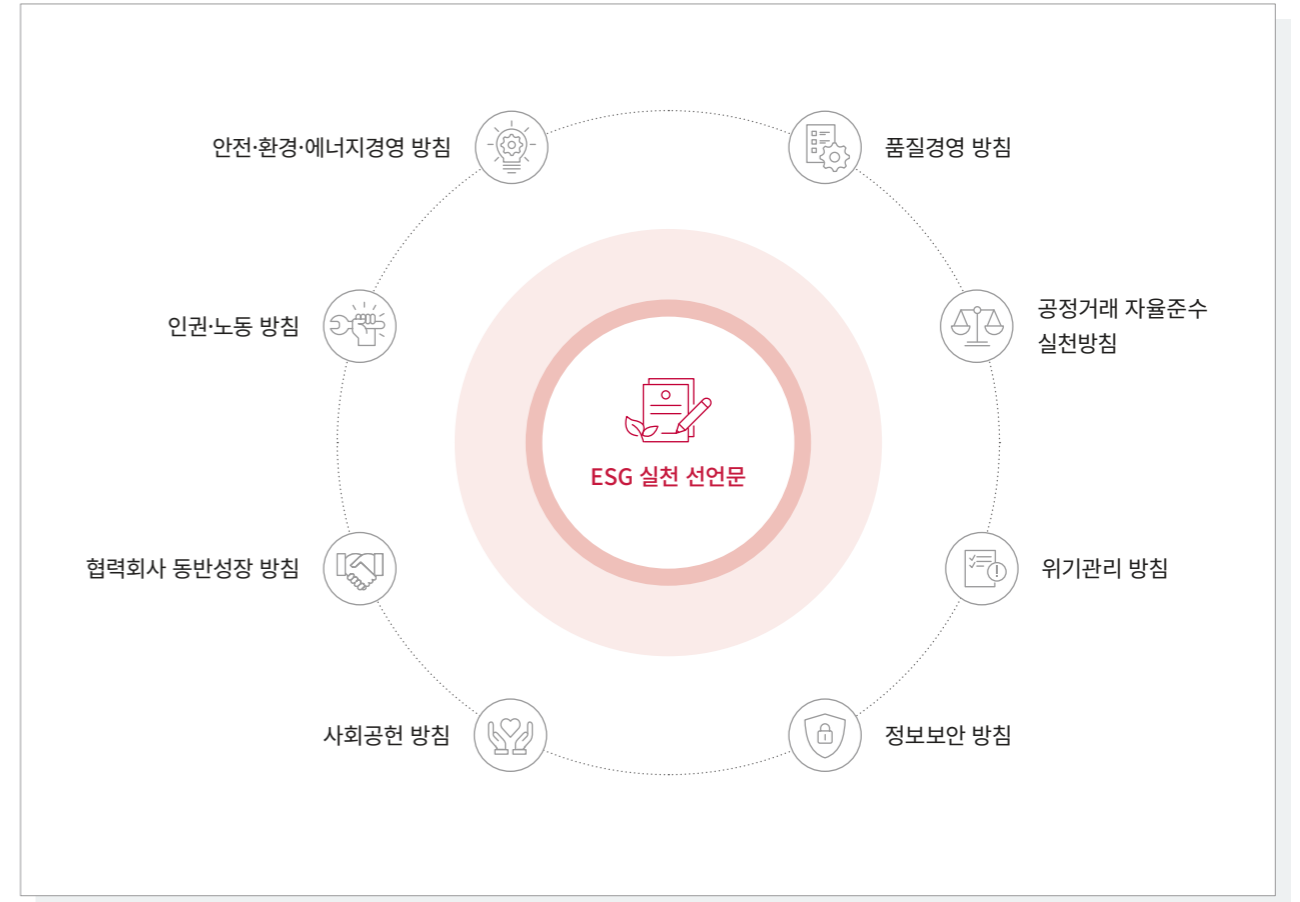 안전·환경·에너지경영 방침
품질경영 방침
인권·노동 방침
공정거래 자율준수
실천방침
ESG 실천 선언문
협력회사 동반성장 방침
위기관리 방침
사회공헌 방침
정보보안 방침